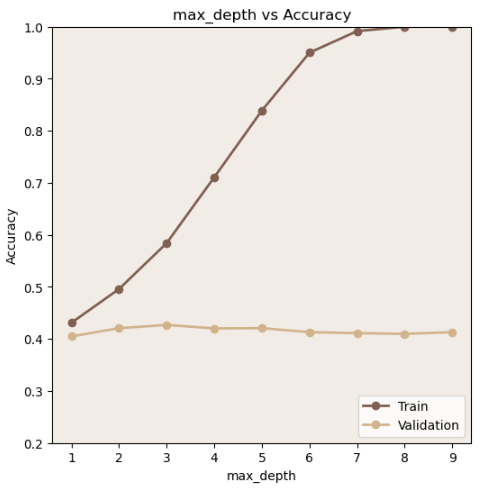 max_depth vs Accuracy
1.0
0.9
0.8
0.7
0.6
0.5
0.4
0.3
0.2
Accuracy
Train
Validation
1 2 3 4 5 6 7 8 9
max_depth